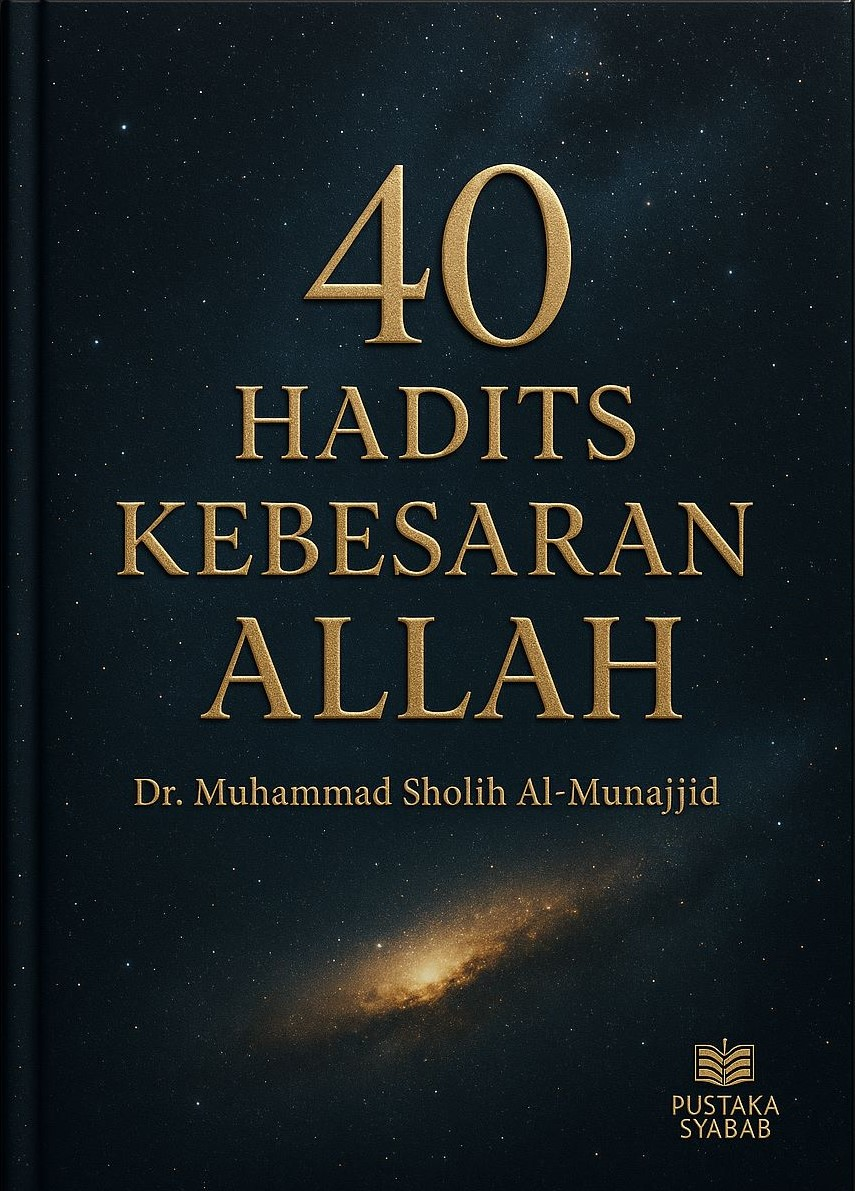 40
HADITS
KEBESARAN
ALLAH
Dr. Muhammad Sholih Al-Munajjid
PUSTAKA
SYABAB